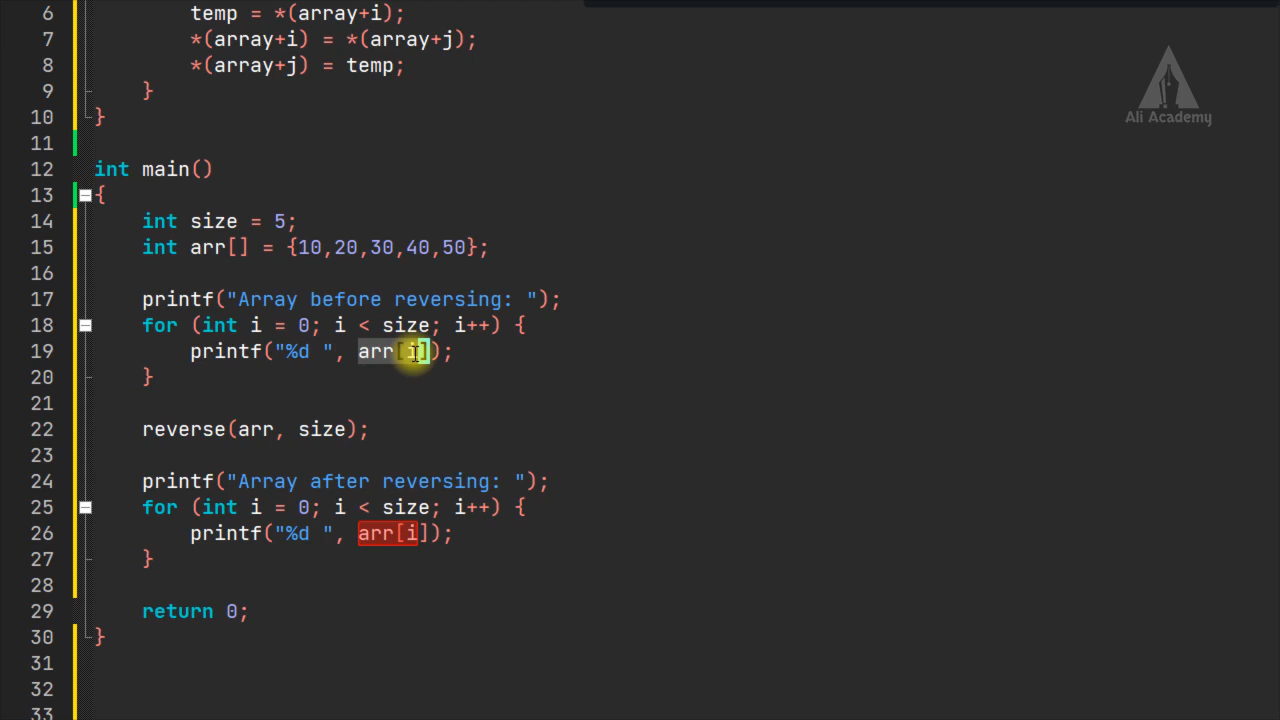 6 temp = *(array+i);
7 *(array+i) = *(array+j);
8 *(array+j) = temp;
9 }
10 }
11
12 int main()
13 {
14 int size = 5;
15 int arr[] = {10,20,30,40,50};
16
17 printf("Array before reversing: ");
18 for (int i = 0; i < size; i++) {
19 printf("%d ", arr[i]);
20 }
21
22 reverse(arr, size);
23
24 printf("Array after reversing: ");
25 for (int i = 0; i < size; i++) {
26 printf("%d ", arr[i]);
27 }
28
29 return 0;
30 }
31
32
33
Ali Academy